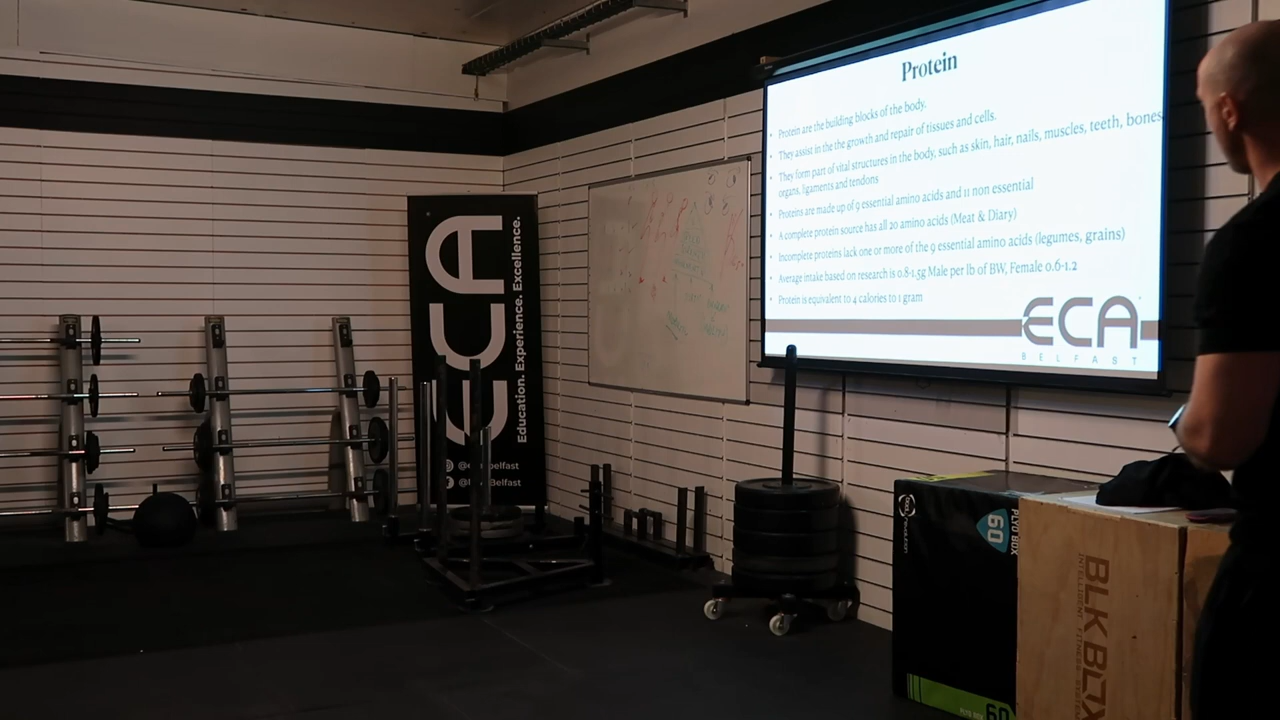 Protein
• Protein are the building blocks of the body.
• They assist in the the growth and repair of tissues and cells.
• They form part of vital structures in the body, such as skin, hair, nails, muscles, teeth, bones
organs, ligaments and tendons
• Proteins are made up of 9 essential amino acids and 11 non essential
• A complete protein source has all 20 amino acids (Meat & Diary)
• Incomplete proteins lack one or more of the 9 essential amino acids (legumes, grains)
• Average intake based on research is 0.8-1.5g Male per lb of BW, Female 0.6-1.2
• Protein is equivalent to 4 calories to 1 gram
ECA
BELFAST
ECA
Education. Experience. Excellence.
60
PLYO BOX
PLYO BOX 60
BLK BOX